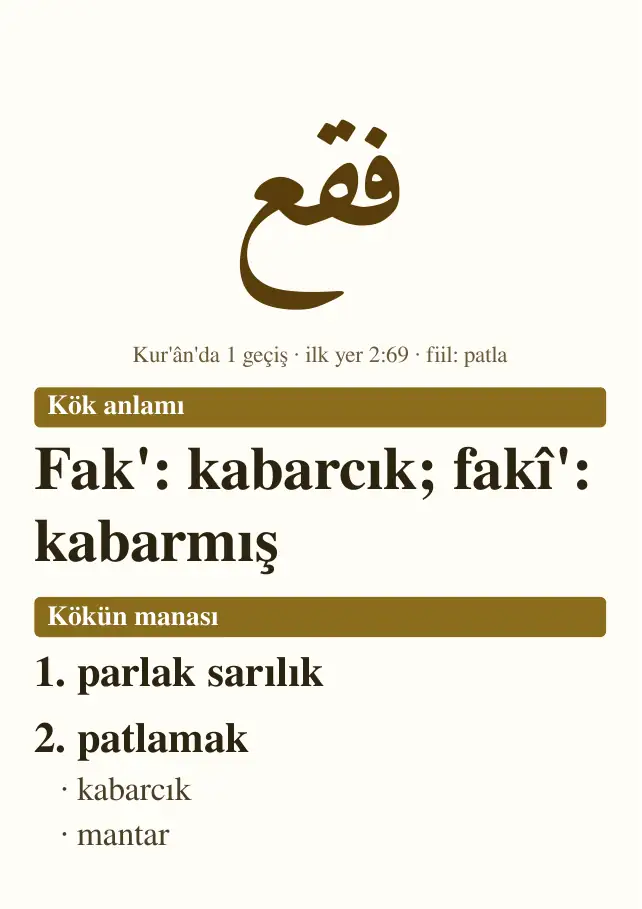 فقع
Kur'ân'da 1 geçiş · ilk yer 2:69 · fiil: patla
Kök anlamı
Fak': kabarcık; fakî':
kabarmış
Kökün manası
1. parlak sarılık
2. patlamak
· kabarcık
· mantar